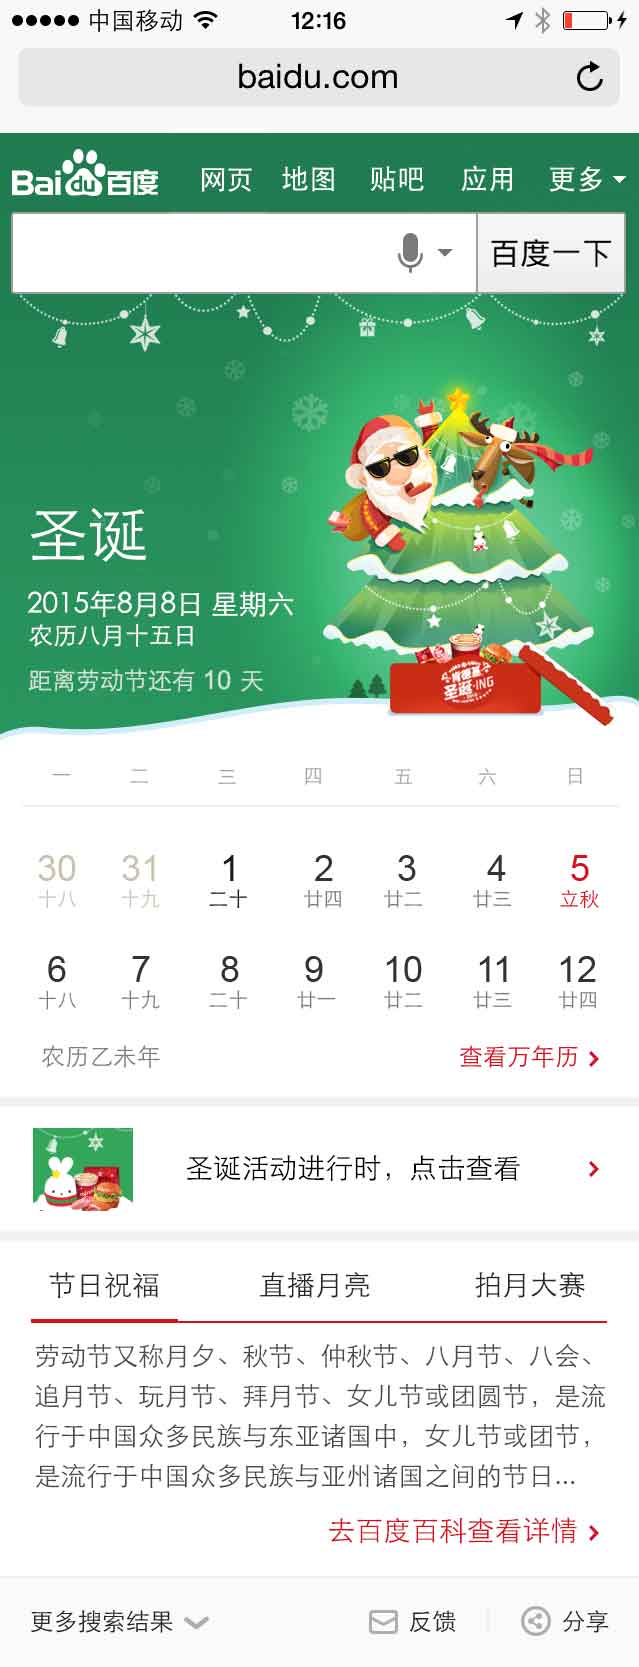 中国移动 12:16
baidu.com
Bai du 百度 网页 地图 贴吧 应用 更多
百度一下
圣诞
2015年8月8日 星期六
农历八月十五日
距离劳动节还有 10 天
圣诞·ING
一 二 三 四 五 六 日
30 31 1 2 3 4 5
十八 十九 二十 廿四 廿二 廿三 立秋
6 7 8 9 10 11 12
十八 十九 二十 廿一 廿二 廿三 廿四
农历乙未年 查看万年历
圣诞活动进行时，点击查看
节日祝福 直播月亮 拍月大赛
劳动节又称月夕、秋节、仲秋节、八月节、八会、
追月节、玩月节、拜月节、女儿节或团圆节，是流
行于中国众多民族与东亚诸国中，女儿节或团节，
是流行于中国众多民族与亚州诸国之间的节日...
去百度百科查看详情
更多搜索结果 反馈 分享